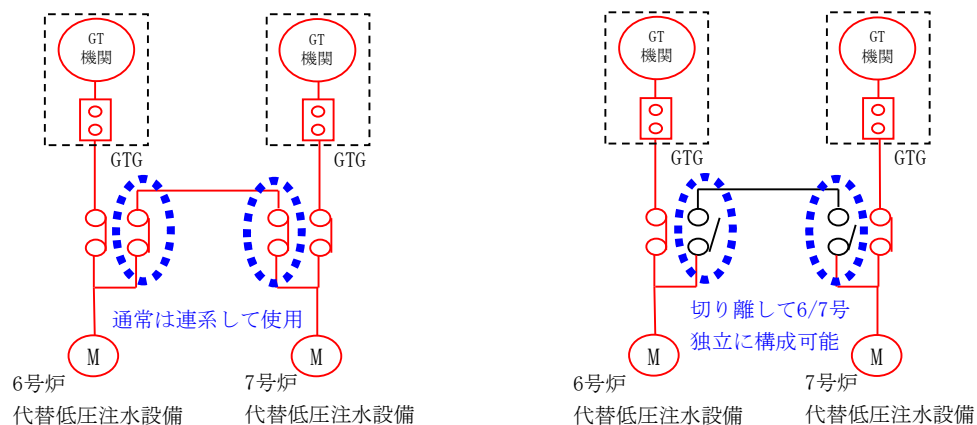 GT
機関
GT
機関
GTG
GTG
通常は連系して使用
M
M
6号炉
代替低圧注水設備
7号炉
代替低圧注水設備
GT
機関
GT
機関
GTG
GTG
切り離して6/7号
独立に構成可能
M
M
6号炉
代替低圧注水設備
7号炉
代替低圧注水設備